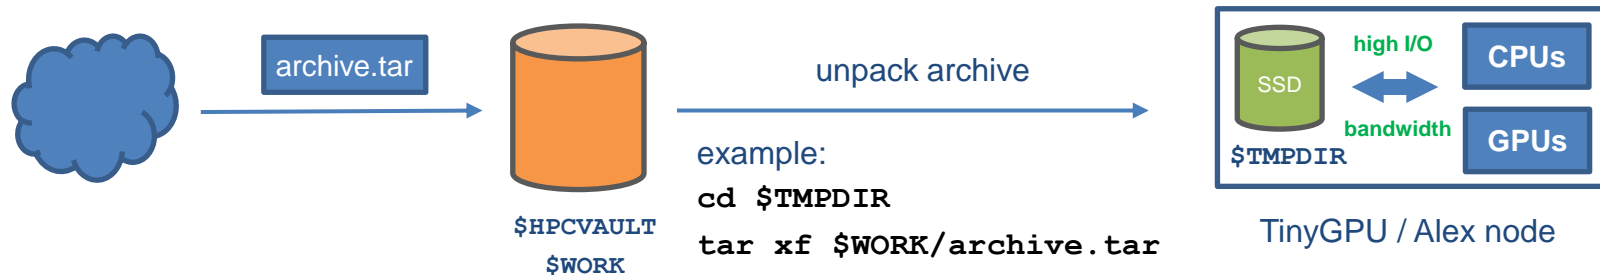 archive.tar
$HPCVAULT
$WORK
unpack archive
example:
cd $TMPDIR
tar xf $WORK/archive.tar
SSD
$TMPDIR
high I/O
bandwidth
CPUs
GPUs
TinyGPU / Alex node